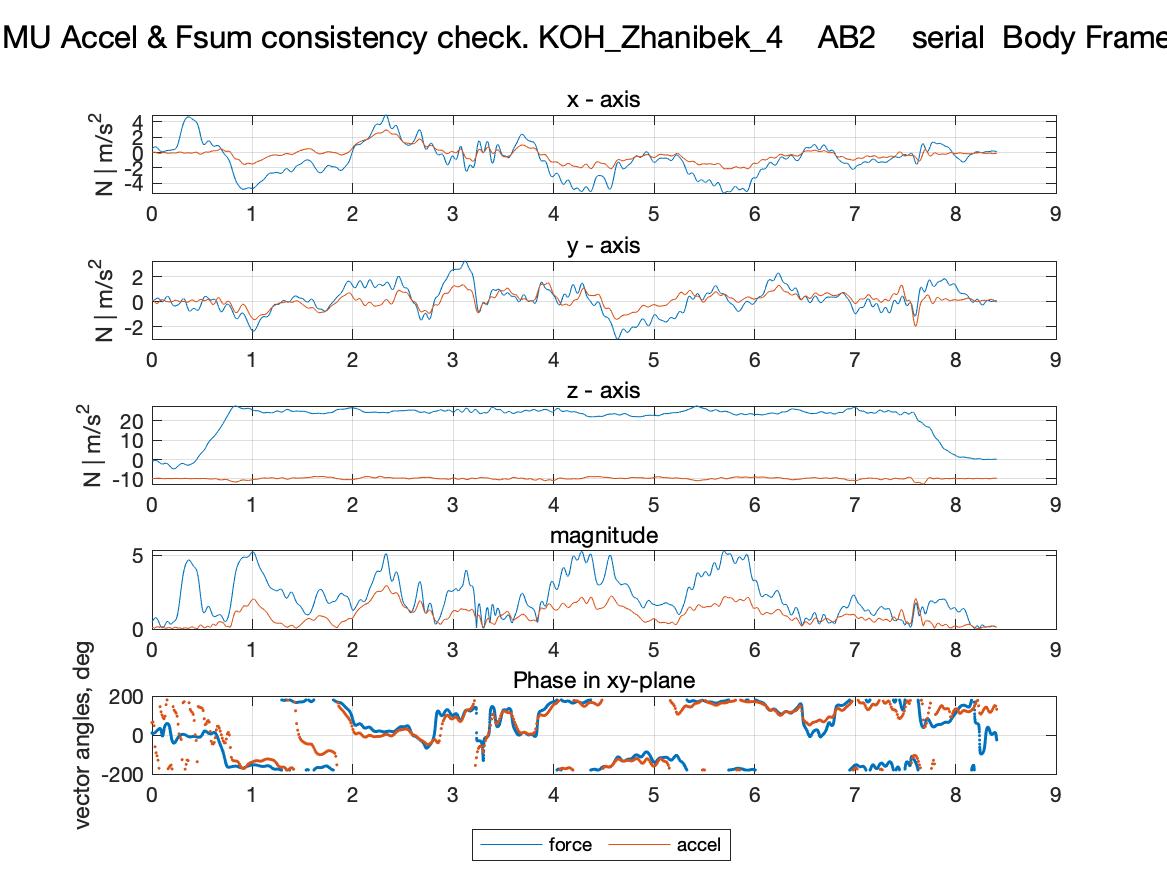 MU Accel & Fsum consistency check. KOH_Zhanibek_4 AB2 serial Body Frame
x - axis
N | m/s2
4
2
0
-2
-4
0 1 2 3 4 5 6 7 8 9
y - axis
N | m/s2
2
0
-2
0 1 2 3 4 5 6 7 8 9
z - axis
N | m/s2
20
10
0
-10
0 1 2 3 4 5 6 7 8 9
magnitude
5
0
0 1 2 3 4 5 6 7 8 9
Phase in xy-plane
vector angles, deg
200
0
-200
0 1 2 3 4 5 6 7 8 9
force accel